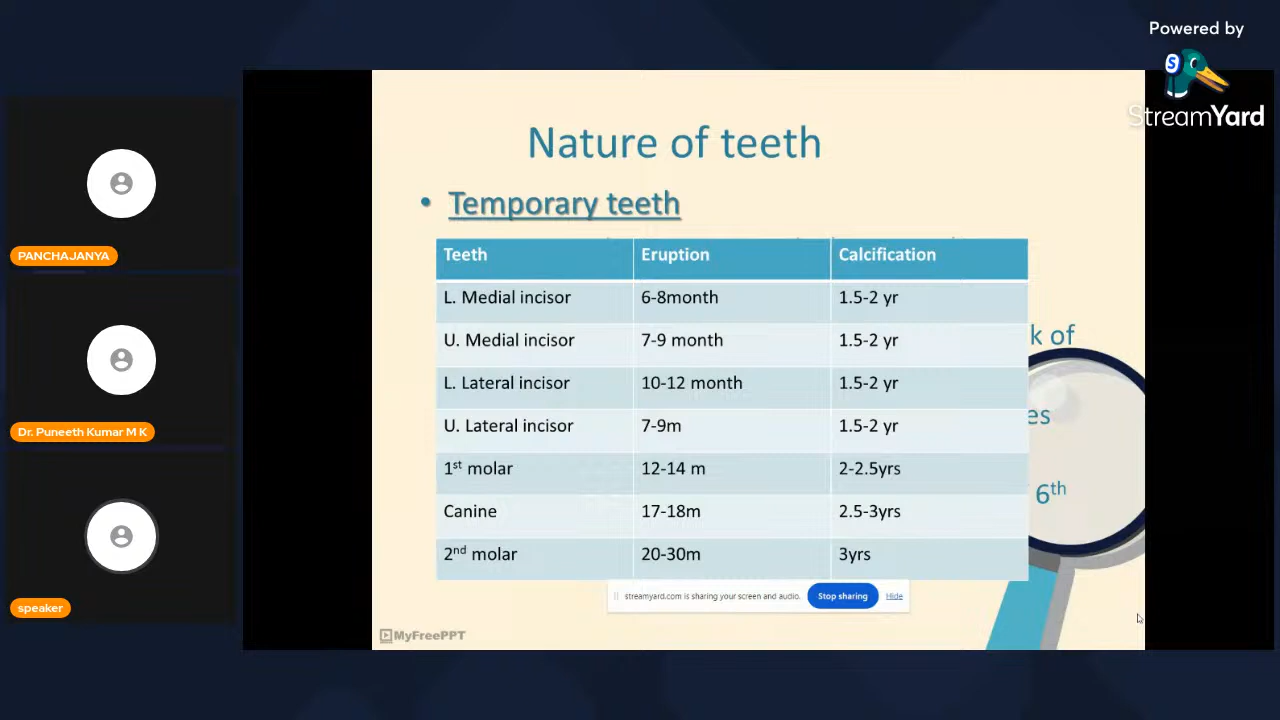 Powered by
StreamYard
PANCHAJANYA
Dr. Puneeth Kumar M K
speaker
Nature of teeth
• Temporary teeth
Teeth Eruption Calcification
L. Medial incisor 6-8month 1.5-2 yr
U. Medial incisor 7-9 month 1.5-2 yr
L. Lateral incisor 10-12 month 1.5-2 yr
U. Lateral incisor 7-9m 1.5-2 yr
1st molar 12-14 m 2-2.5yrs
Canine 17-18m 2.5-3yrs
2nd molar 20-30m 3yrs
k of
es
6th
streamyard.com is sharing your screen and audio. Stop sharing Hide
MyFreePPT